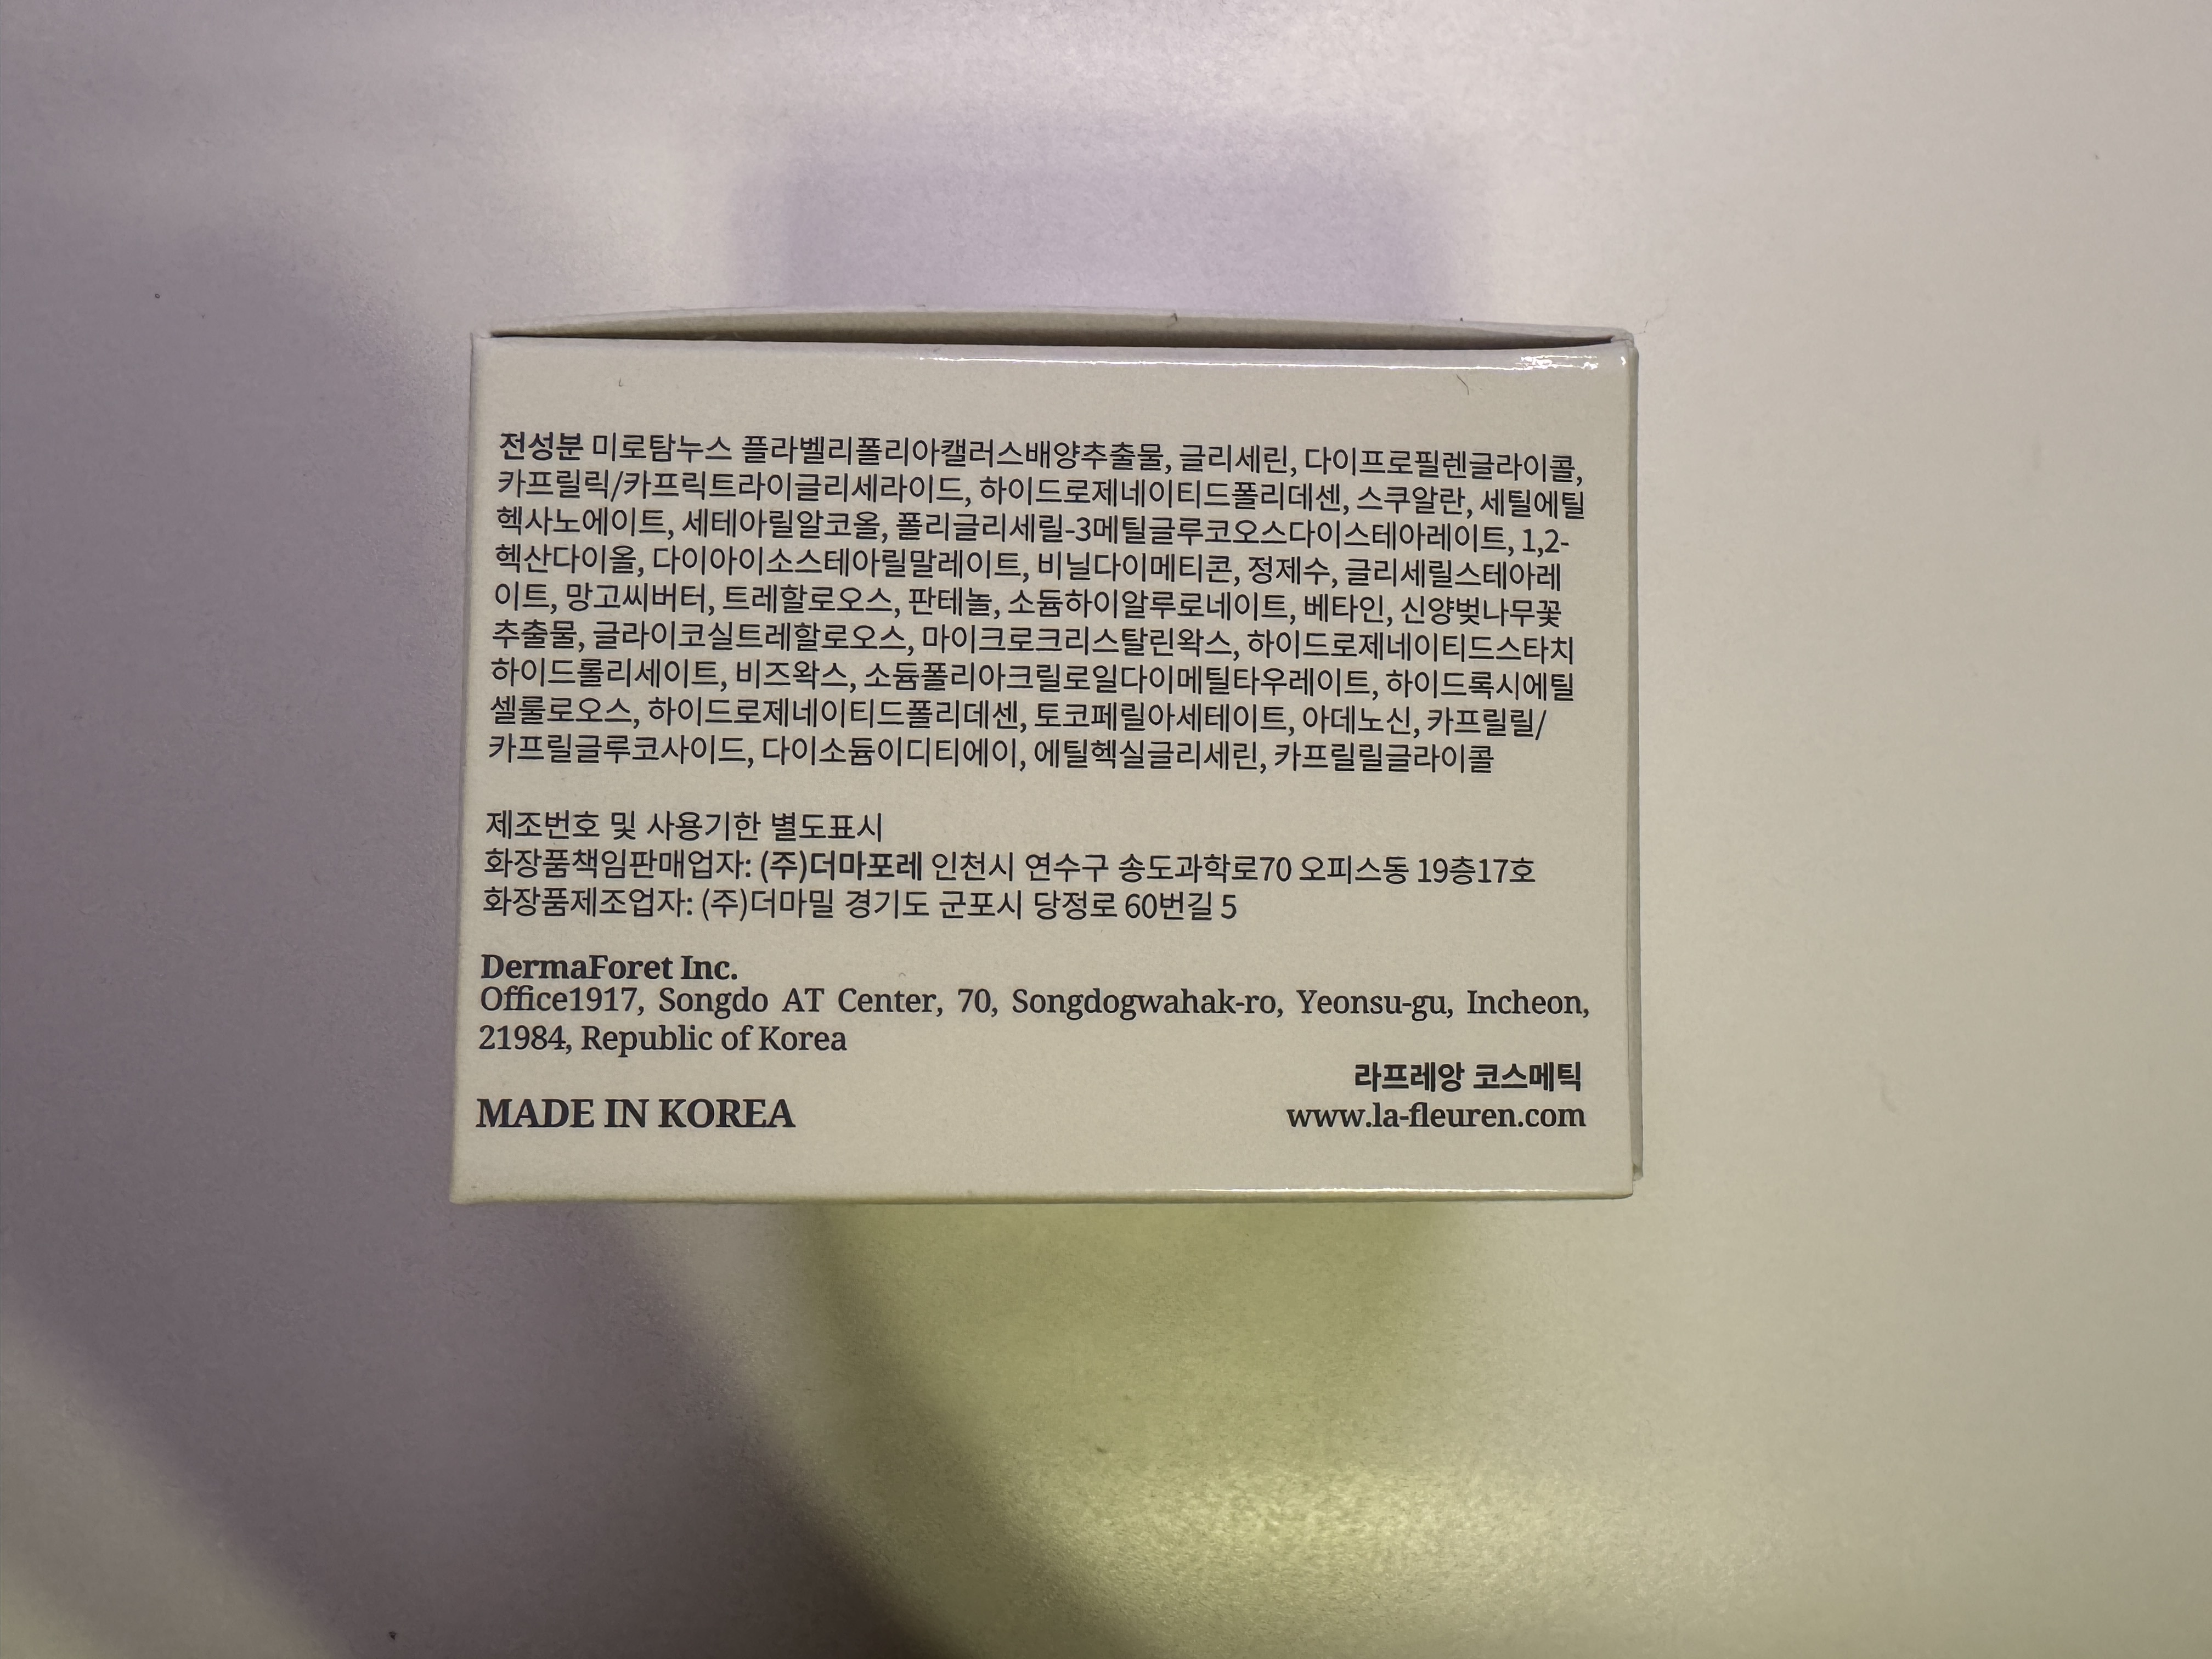 전성분 미로탐누스 플라벨리폴리아캘러스배양추출물, 글리세린, 다이프로필렌글라이콜,
카프릴릭/카프릭트라이글리세라이드, 하이드로제네이티드폴리데센, 스쿠알란, 세틸에틸
헥사노에이트, 세테아릴알코올, 폴리글리세릴-3메틸글루코오스다이스테아레이트, 1,2-
헥산다이올, 다이아이소스테아릴말레이트, 비닐다이메티콘, 정제수, 글리세릴스테아레
이트, 망고씨버터, 트레할로오스, 판테놀, 소듐하이알루로네이트, 베타인, 신양벚나무꽃
추출물, 글라이코실트레할로오스, 마이크로크리스탈린왁스, 하이드로제네이티드스타치
하이드롤리세이트, 비즈왁스, 소듐폴리아크릴로일다이메틸타우레이트, 하이드록시에틸
셀룰로오스, 하이드로제네이티드폴리데센, 토코페릴아세테이트, 아데노신, 카프릴릴/
카프릴글루코사이드, 다이소듐이디티에이, 에틸헥실글리세린, 카프릴릴글라이콜
제조번호 및 사용기한 별도표시
화장품책임판매업자: (주)더마포레 인천시 연수구 송도과학로70 오피스동 19층17호
화장품제조업자: (주)더마밀 경기도 군포시 당정로 60번길 5
DermaForet Inc.
Office1917, Songdo AT Center, 70, Songdogwahak-ro, Yeonsu-gu, Incheon,
21984, Republic of Korea
라프레앙 코스메틱
MADE IN KOREA
www.la-fleuren.com